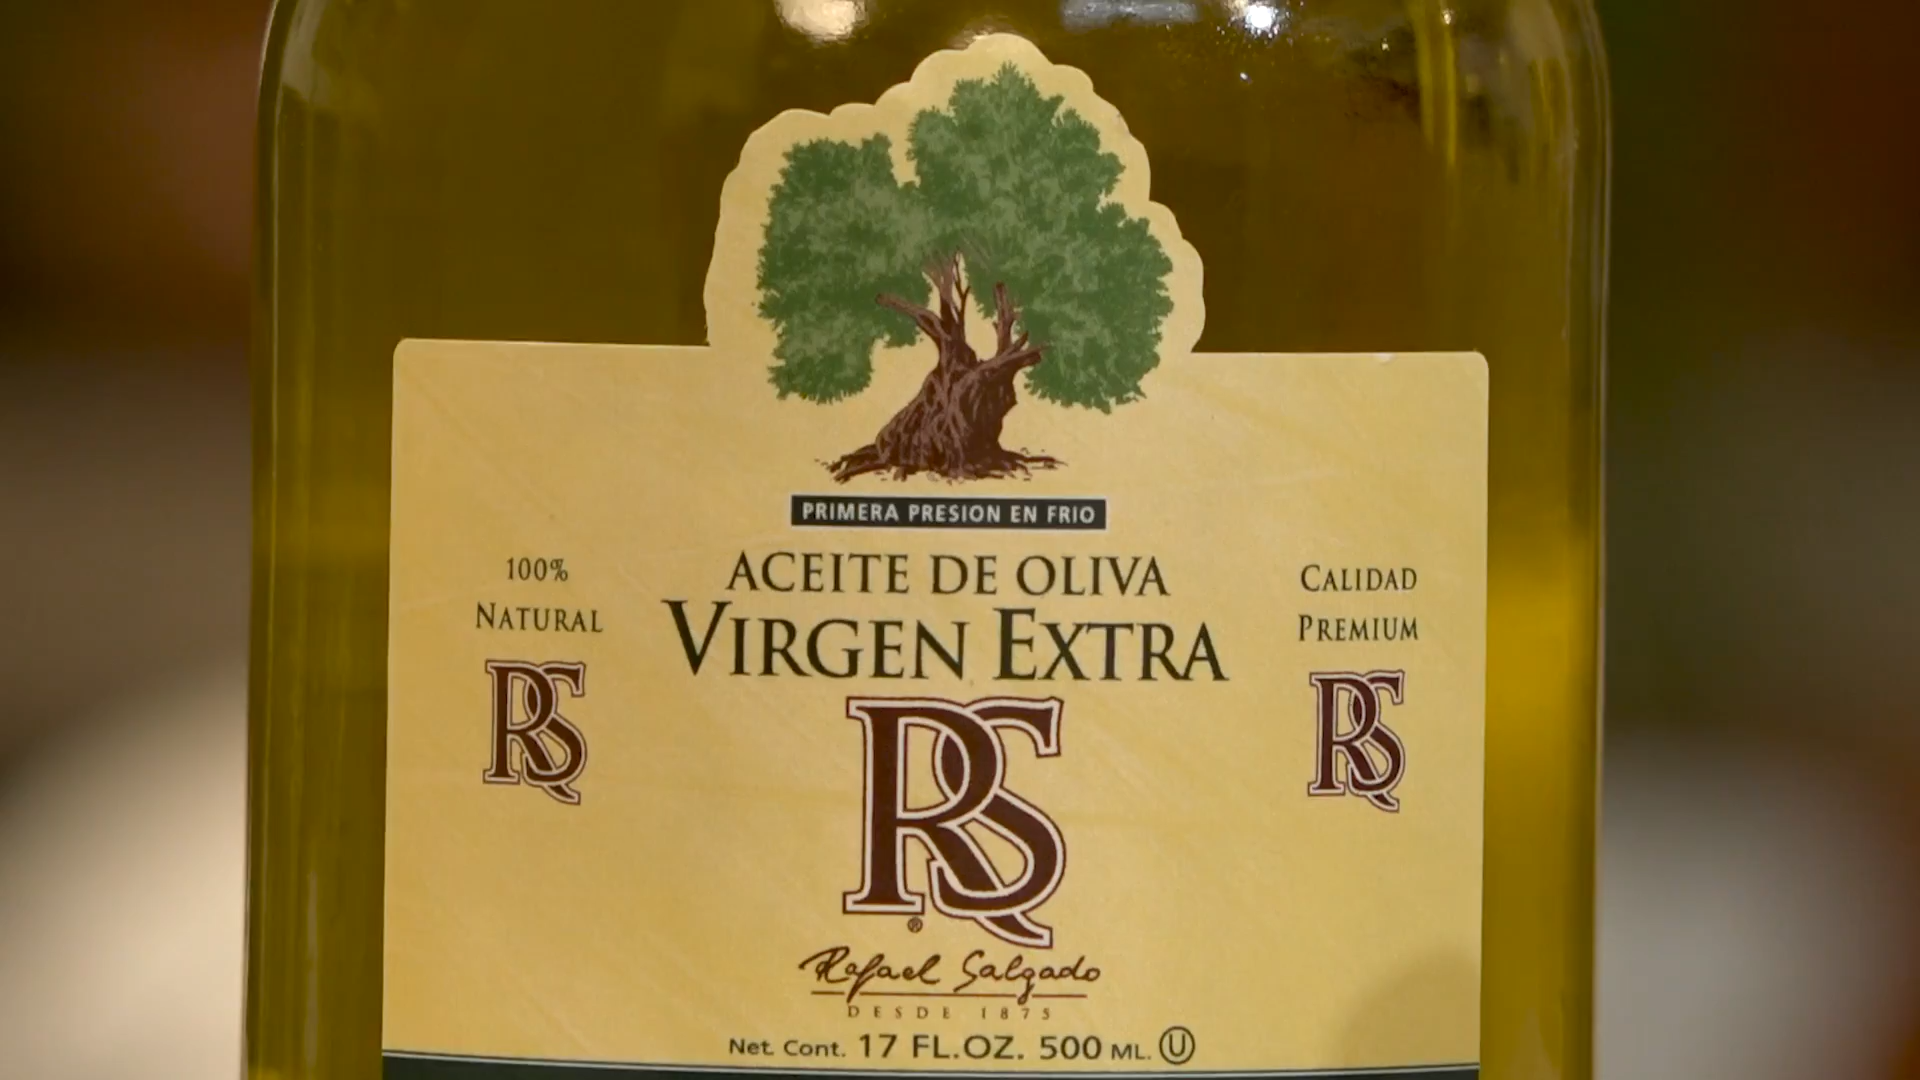 PRIMERA PRESION EN FRIO
ACEITE DE OLIVA
VIRGEN EXTRA
100%
NATURAL
RS
CALIDAD
PREMIUM
RS
RS
®
Rafael Salgado
DESDE 1875
Net. Cont. 17 FL.OZ. 500 ML. U